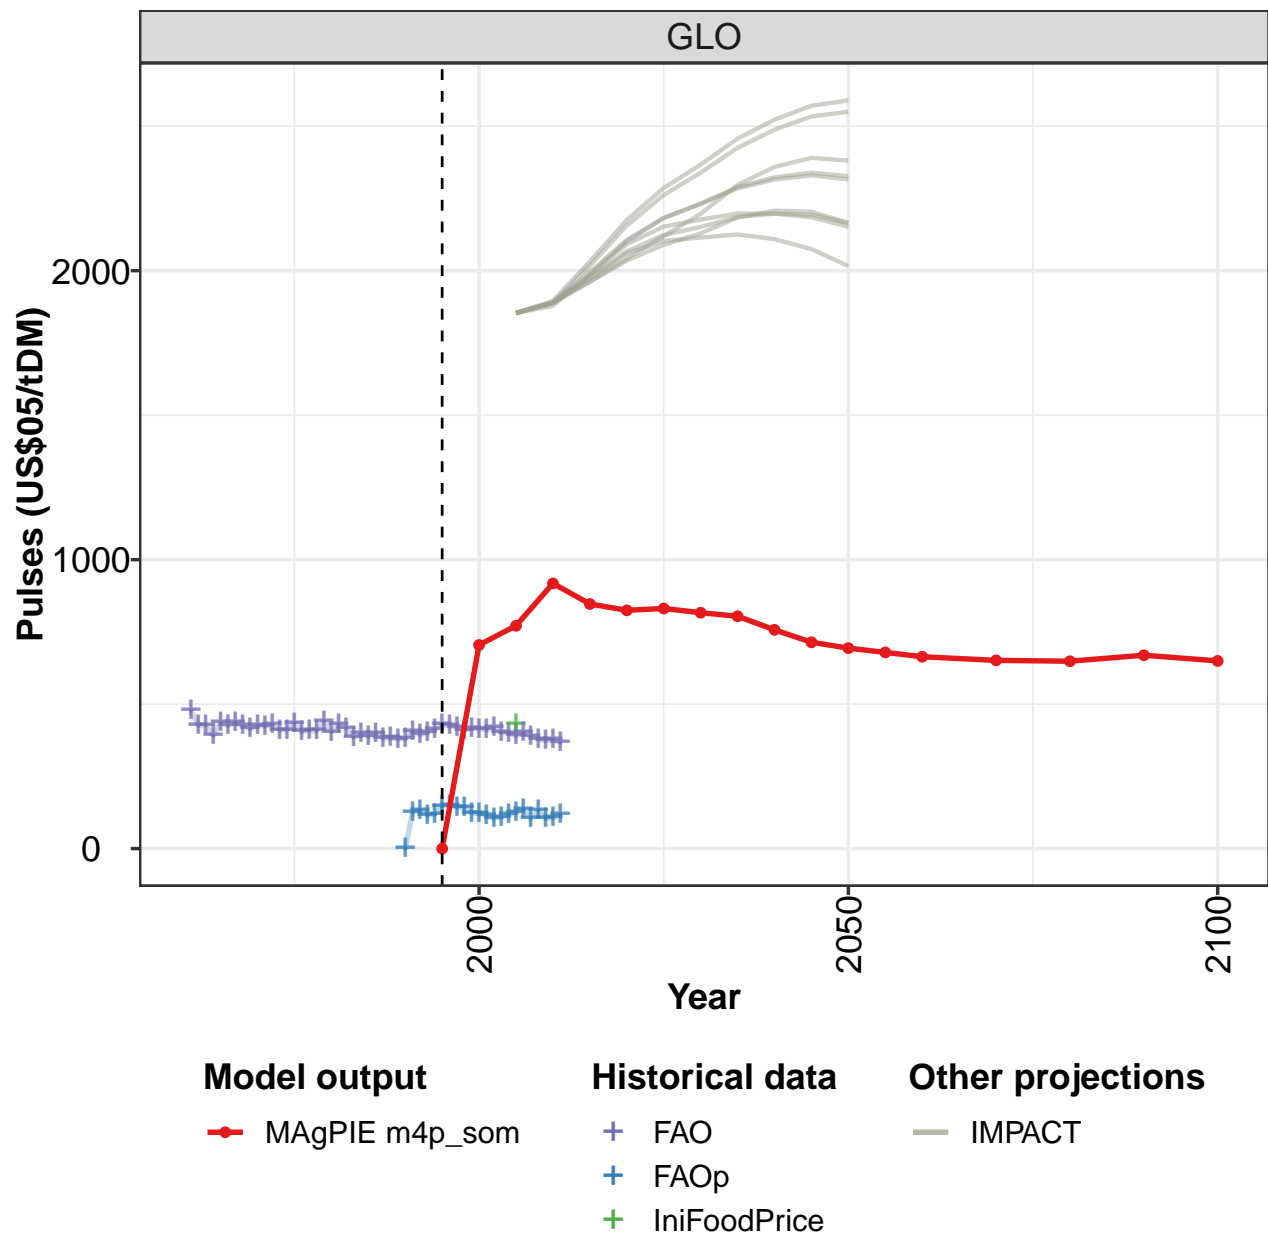 GLO
Pulses (US$05/tDM)
2000
1000
0
2000
2050
2100
Year
Model output
MAgPIE m4p_som
Historical data
FAO
FAOp
IniFoodPrice
Other projections
IMPACT